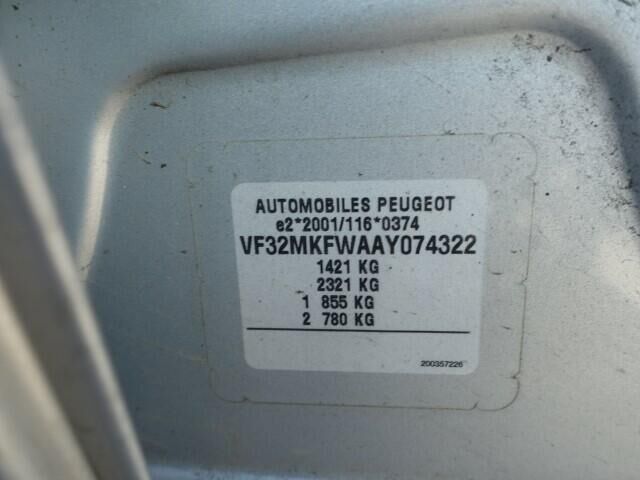 AUTOMOBILES PEUGEOT
e2*2001/116*0374
VF32MKFWAAY074322
1421 KG
2321 KG
1 855 KG
2 780 KG
200357226